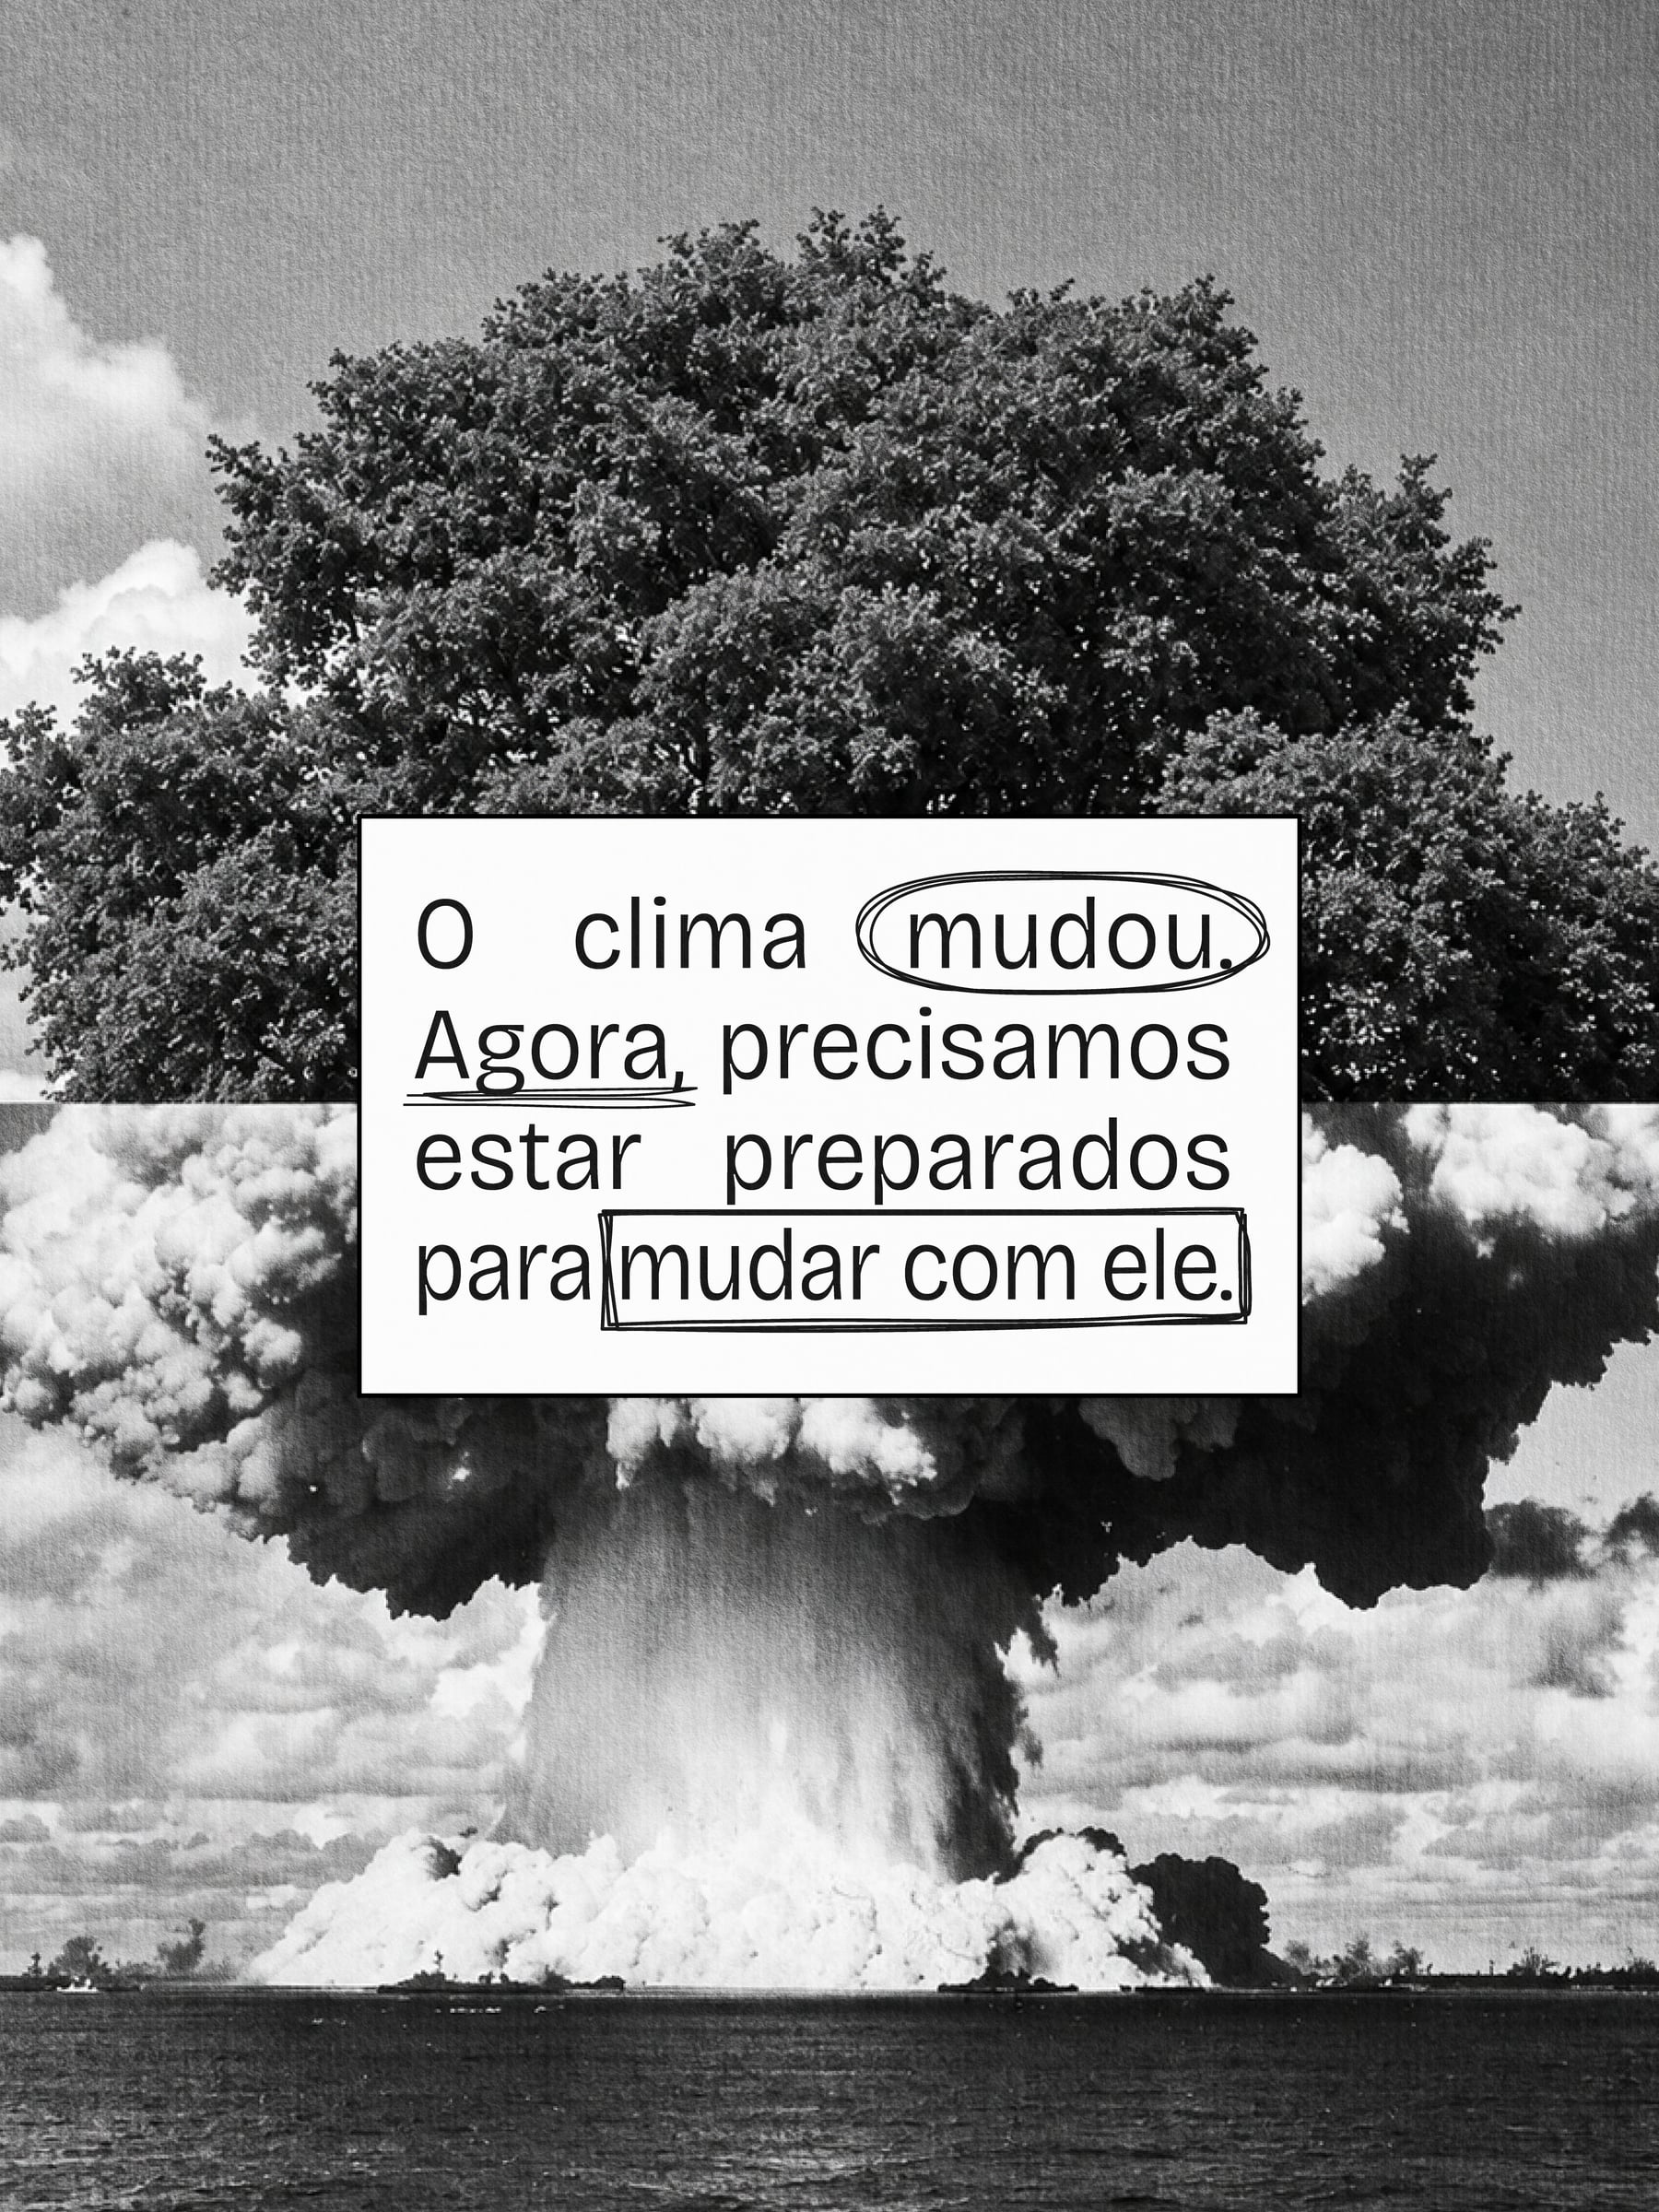 O clima mudou.
Agora, precisamos
estar preparados
para mudar com ele.